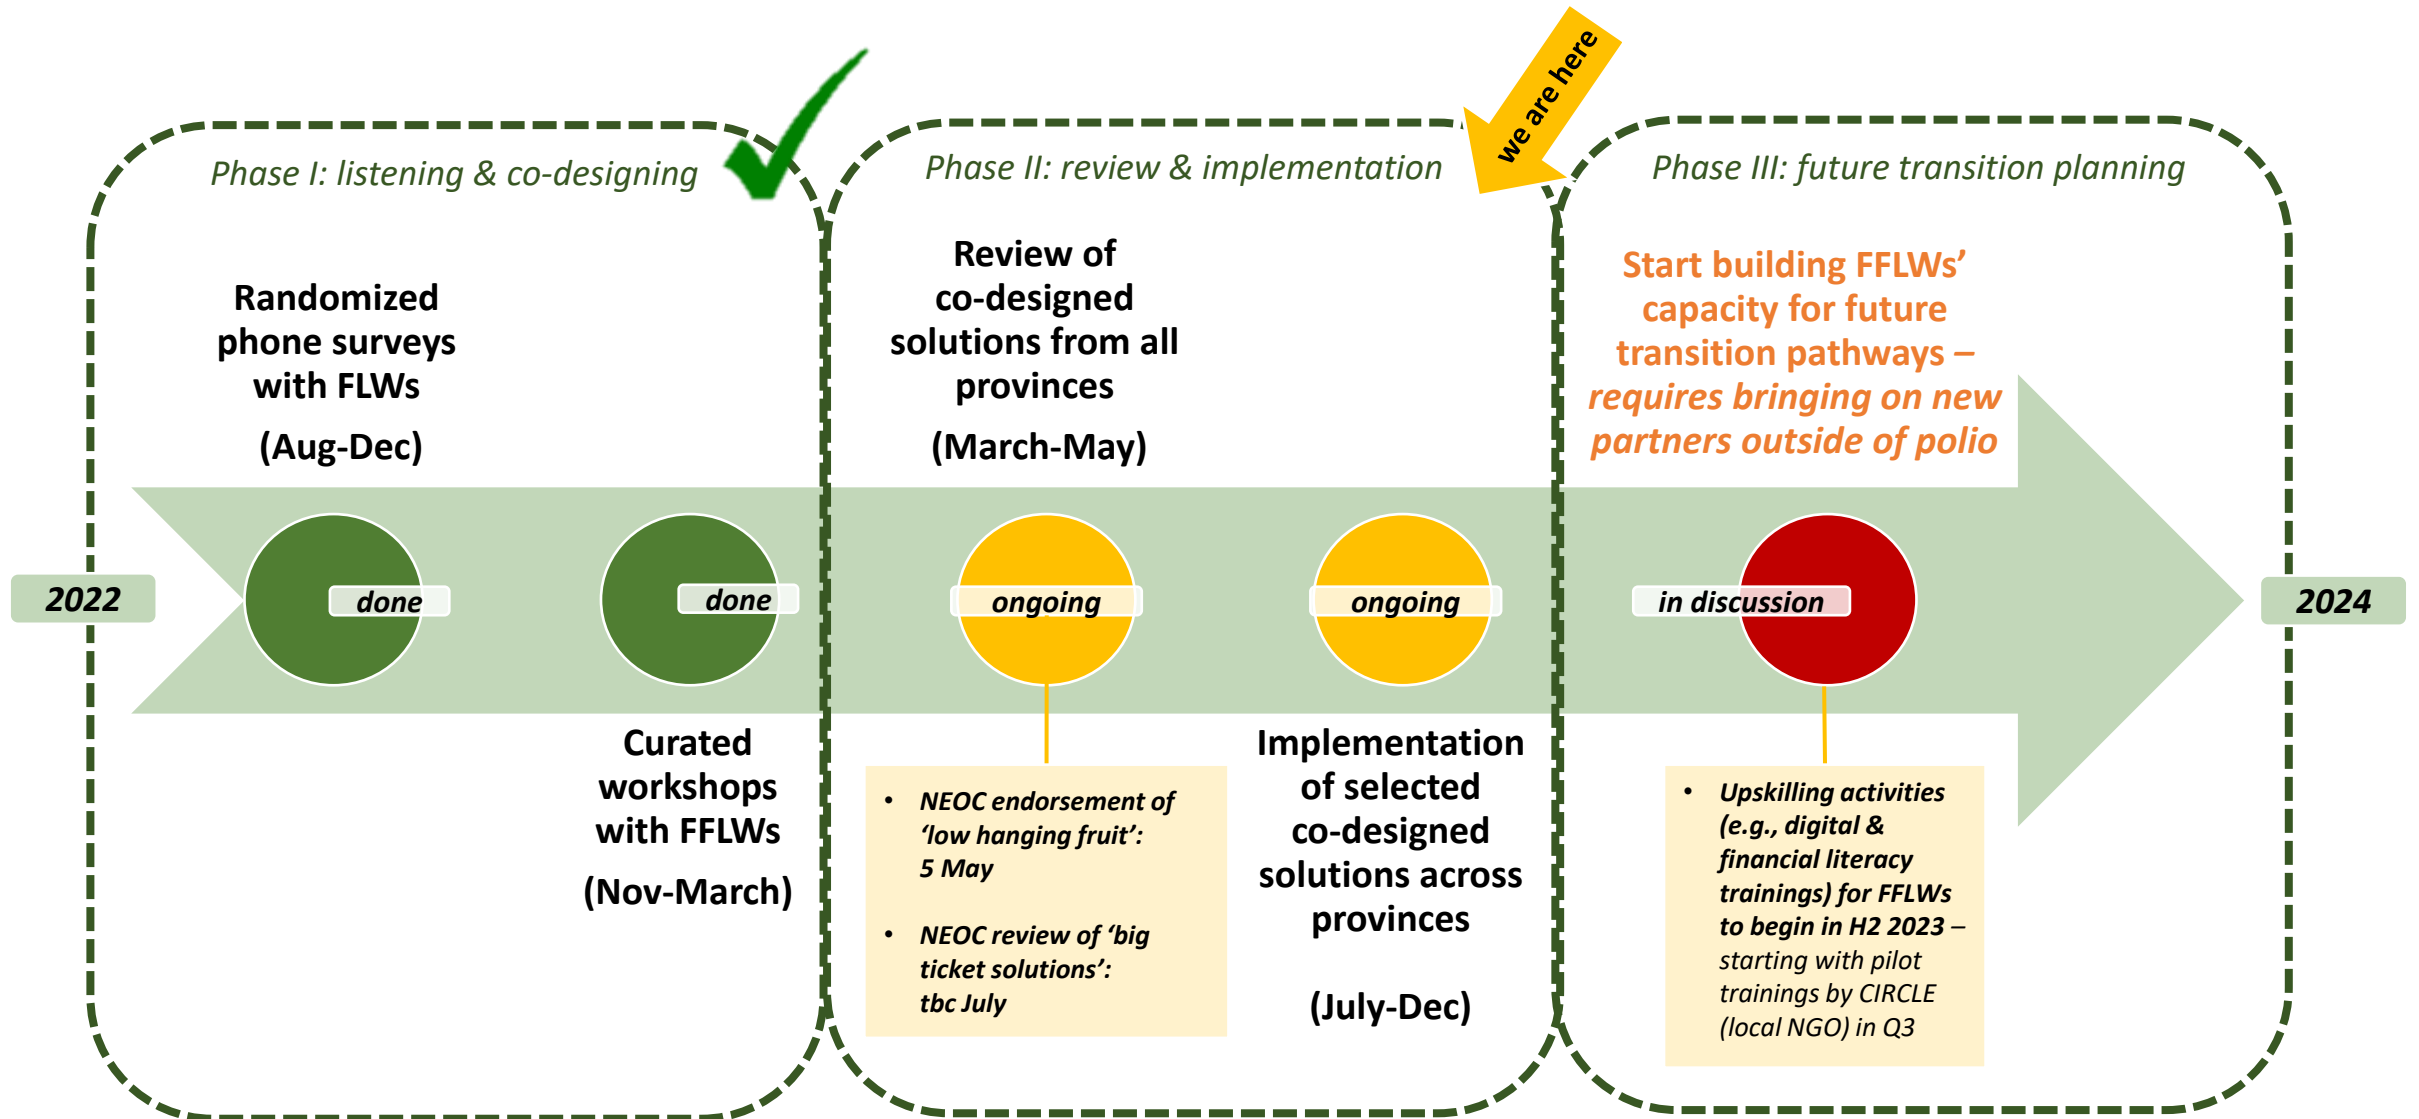 we are here
Phase I: listening & co-designing
Phase II: review & implementation
Phase III: future transition planning
Randomized
phone surveys
with FLWs
(Aug-Dec)
Review of
co-designed
solutions from all
provinces
(March-May)
Start building FFLWs’
capacity for future
transition pathways –
requires bringing on new
partners outside of polio
2022
done
done
ongoing
ongoing
in discussion
2024
Curated
workshops
with FFLWs
(Nov-March)
• NEOC endorsement of
‘low hanging fruit’:
5 May
• NEOC review of ‘big
ticket solutions’:
tbc July
Implementation
of selected
co-designed
solutions across
provinces
(July-Dec)
• Upskilling activities
(e.g., digital &
financial literacy
trainings) for FFLWs
to begin in H2 2023 –
starting with pilot
trainings by CIRCLE
(local NGO) in Q3